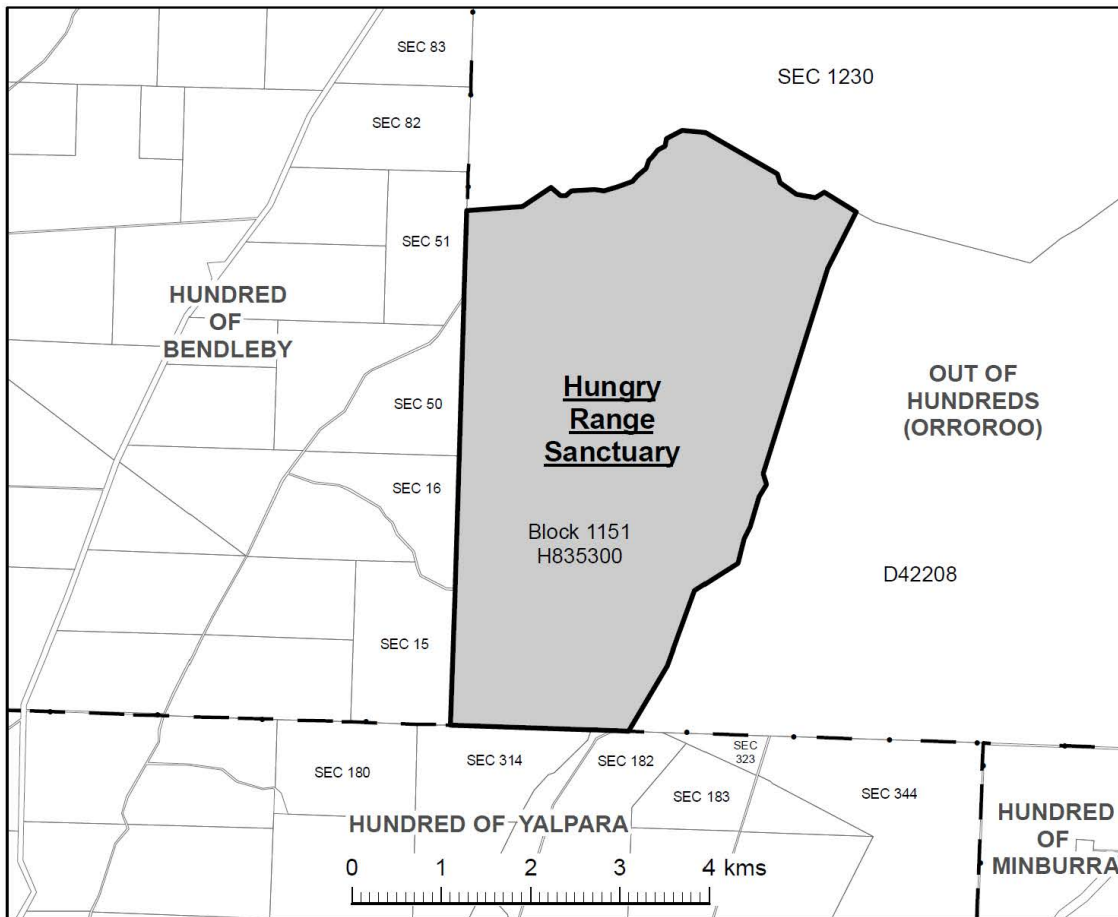 SEC 83
SEC 1230
SEC 82
SEC 51
HUNDRED
OF
BENDLEBY
Hungry
Range
Sanctuary
OUT OF
HUNDREDS
(ORROROO)
SEC 50
SEC 16
Block 1151
H835300
D42208
SEC 15
SEC 180
SEC 314
SEC 182
SEC
323
SEC 183
SEC 344
HUNDRED OF YALPARA
HUNDRED
OF
MINBURRA
0 1 2 3 4 kms